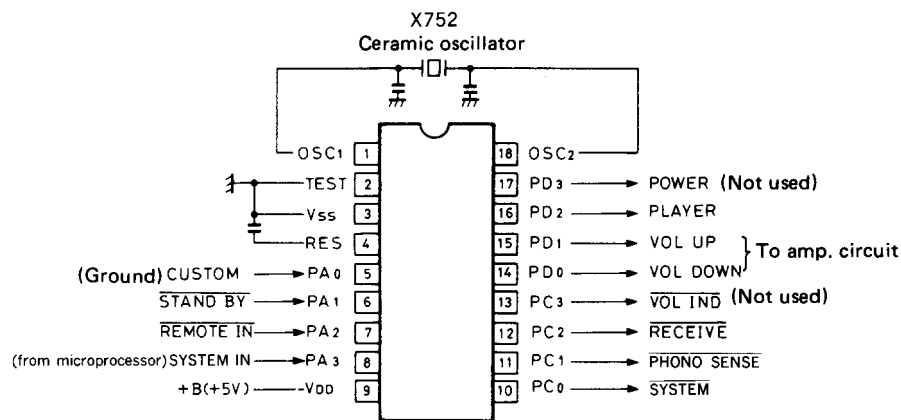 X752
Ceramic oscillator
OSC1 1 18 OSC2
TEST 2 17 PD3 POWER (Not used)
Vss 3 16 PD2 PLAYER
RES 4 15 PD1 VOL UP
To amp. circuit
(Ground) CUSTOM PA0 5 14 PD0 VOL DOWN
STAND BY PA1 6 13 PC3 VOL IND (Not used)
REMOTE IN PA2 7 12 PC2 RECEIVE
(from microprocessor) SYSTEM IN PA3 8 11 PC1 PHONO SENSE
+B(+5V) VDD 9 10 PC0 SYSTEM